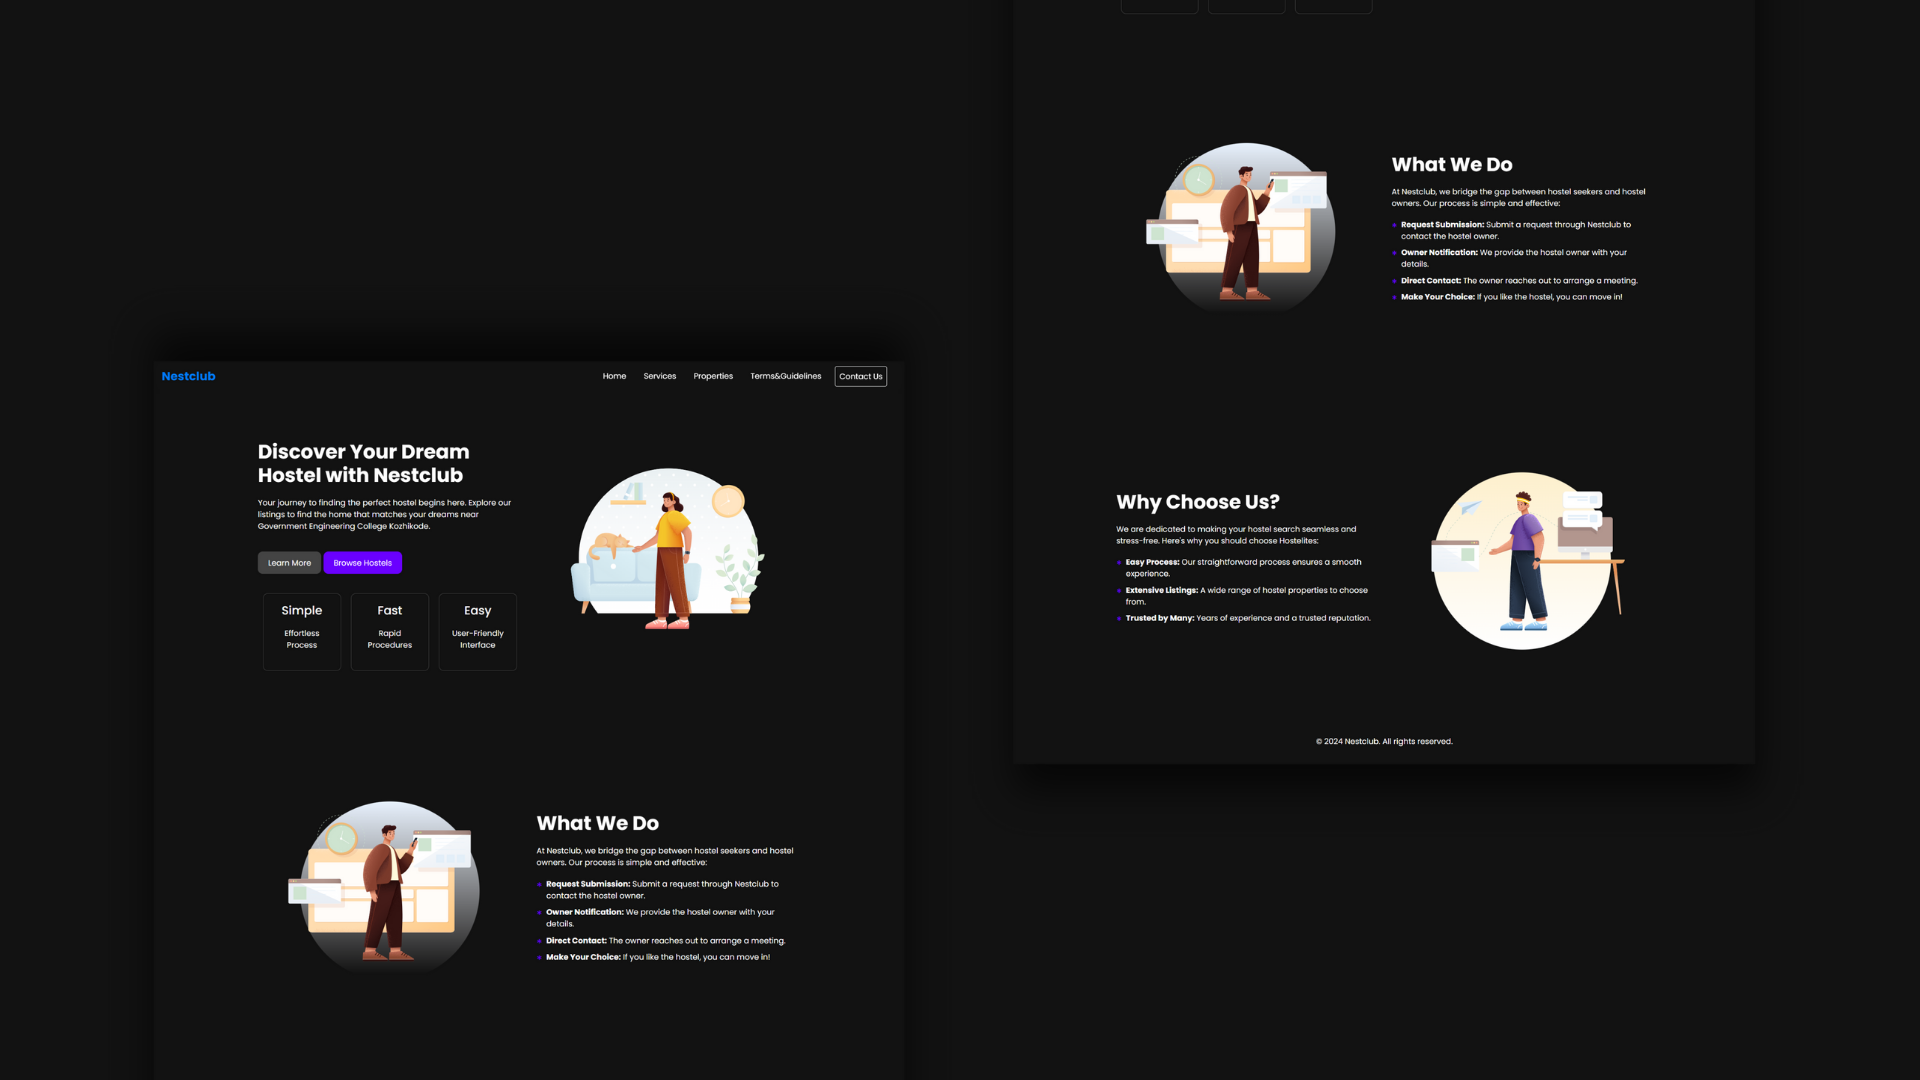 Nestclub
Home Services Properties Terms&Guidelines Contact Us
Discover Your Dream
Hostel with Nestclub
Your journey to finding the perfect hostel begins here. Explore our
listings to find the home that matches your dreams near
Government Engineering College Kozhikode.
Learn More Browse Hostels
Simple Fast Easy
Effortless Rapid User-Friendly
Process Procedures Interface
What We Do
At Nestclub, we bridge the gap between hostel seekers and hostel
owners. Our process is simple and effective:
Request Submission: Submit a request through Nestclub to
contact the hostel owner.
Owner Notification: We provide the hostel owner with your
details.
Direct Contact: The owner reaches out to arrange a meeting.
Make Your Choice: If you like the hostel, you can move in!
What We Do
At Nestclub, we bridge the gap between hostel seekers and hostel
owners. Our process is simple and effective:
Request Submission: Submit a request through Nestclub to
contact the hostel owner.
Owner Notification: We provide the hostel owner with your
details.
Direct Contact: The owner reaches out to arrange a meeting.
Make Your Choice: If you like the hostel, you can move in!
Why Choose Us?
We are dedicated to making your hostel search seamless and
stress-free. Here's why you should choose Hostelites:
Easy Process: Our straightforward process ensures a smooth
experience.
Extensive Listings: A wide range of hostel properties to choose
from.
Trusted by Many: Years of experience and a trusted reputation.
© 2024 Nestclub. All rights reserved.